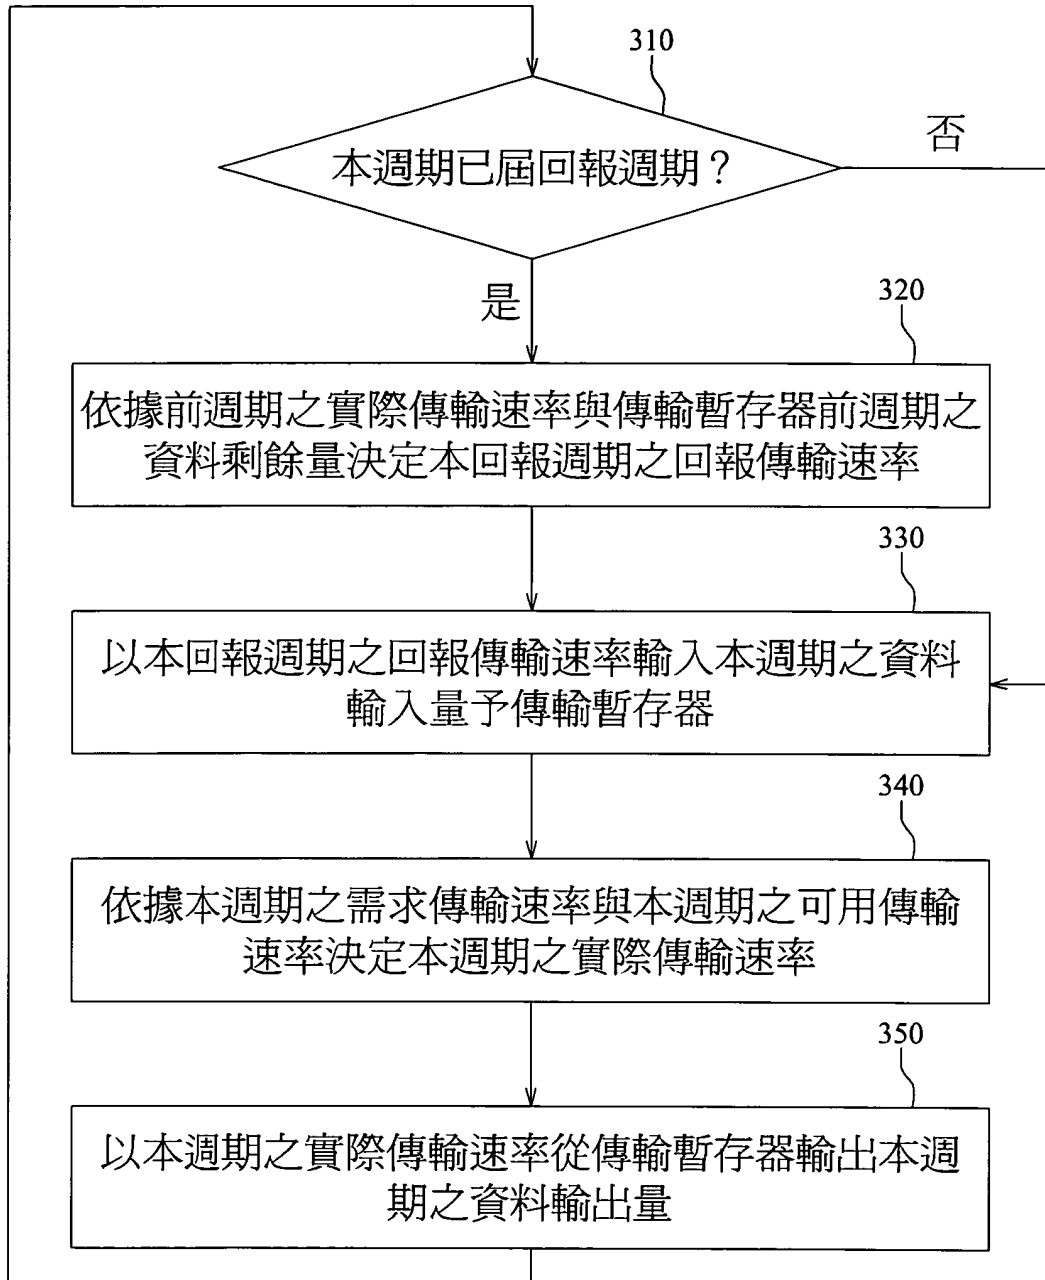 310
本週期已屆回報週期？
否
是
320
依據前週期之實際傳輸速率與傳輸暫存器前週期之
資料剩餘量決定本回報週期之回報傳輸速率
330
以本回報週期之回報傳輸速率輸入本週期之資料
輸入量予傳輸暫存器
340
依據本週期之需求傳輸速率與本週期之可用傳輸
速率決定本週期之實際傳輸速率
350
以本週期之實際傳輸速率從傳輸暫存器輸出本週
期之資料輸出量